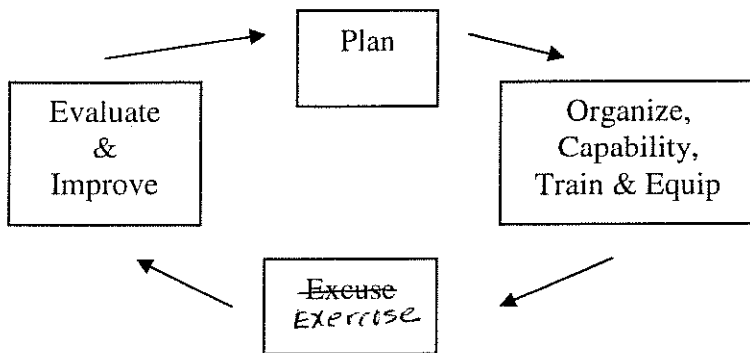 Plan
Evaluate
&
Improve
Organize,
Capability,
Train & Equip
Excuse
Exercise